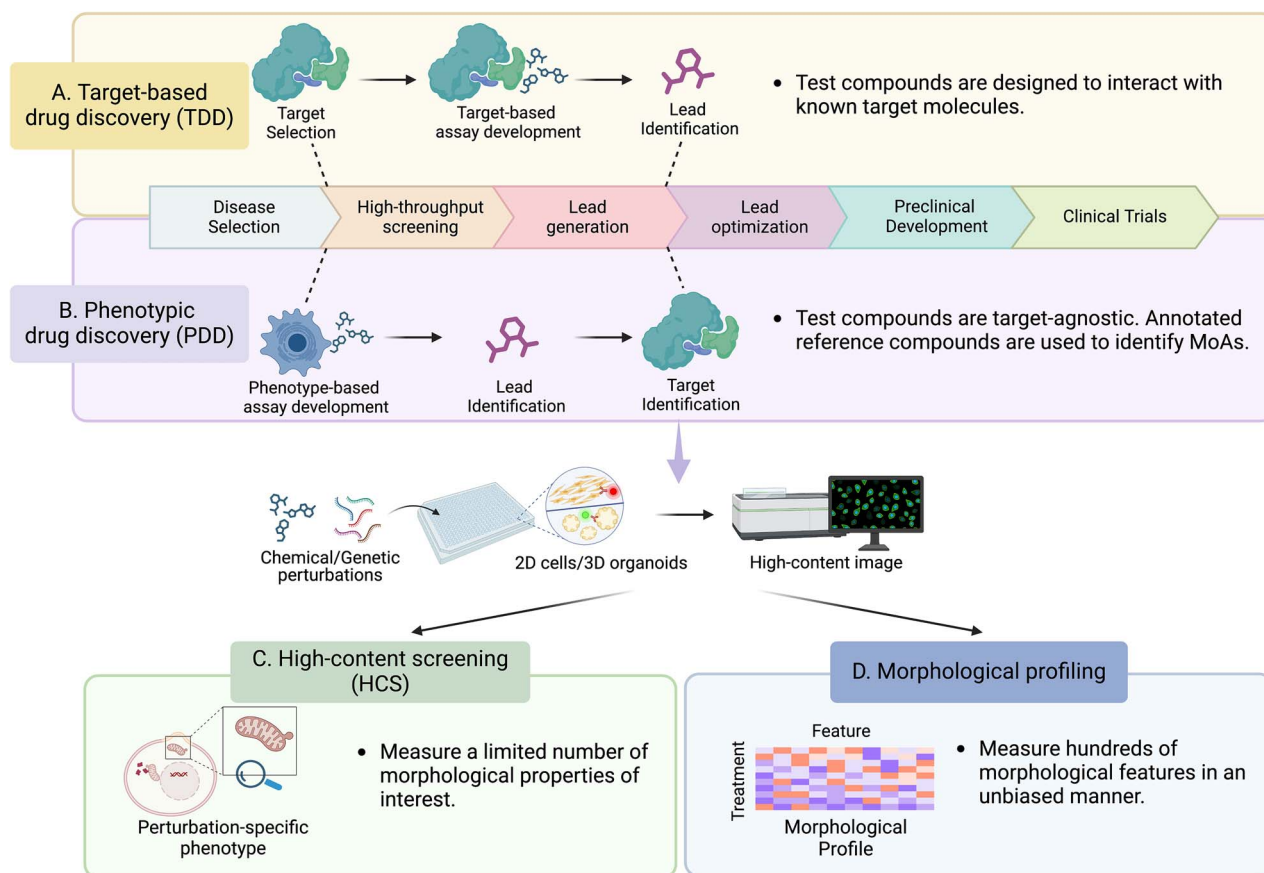 A. Target-based
drug discovery (TDD)
Target
Selection
Target-based
assay development
Lead
Identification
• Test compounds are designed to interact with
known target molecules.
Disease
Selection
High-throughput
screening
Lead
generation
Lead
optimization
Preclinical
Development
Clinical Trials
B. Phenotypic
drug discovery (PDD)
Phenotype-based
assay development
Lead
Identification
Target
Identification
• Test compounds are target-agnostic. Annotated
reference compounds are used to identify MoAs.
Chemical/Genetic
perturbations
2D cells/3D organoids
High-content image
C. High-content screening
(HCS)
Perturbation-specific
phenotype
• Measure a limited number of
morphological properties of
interest.
D. Morphological profiling
Feature
Treatment
Morphological
Profile
• Measure hundreds of
morphological features in an
unbiased manner.